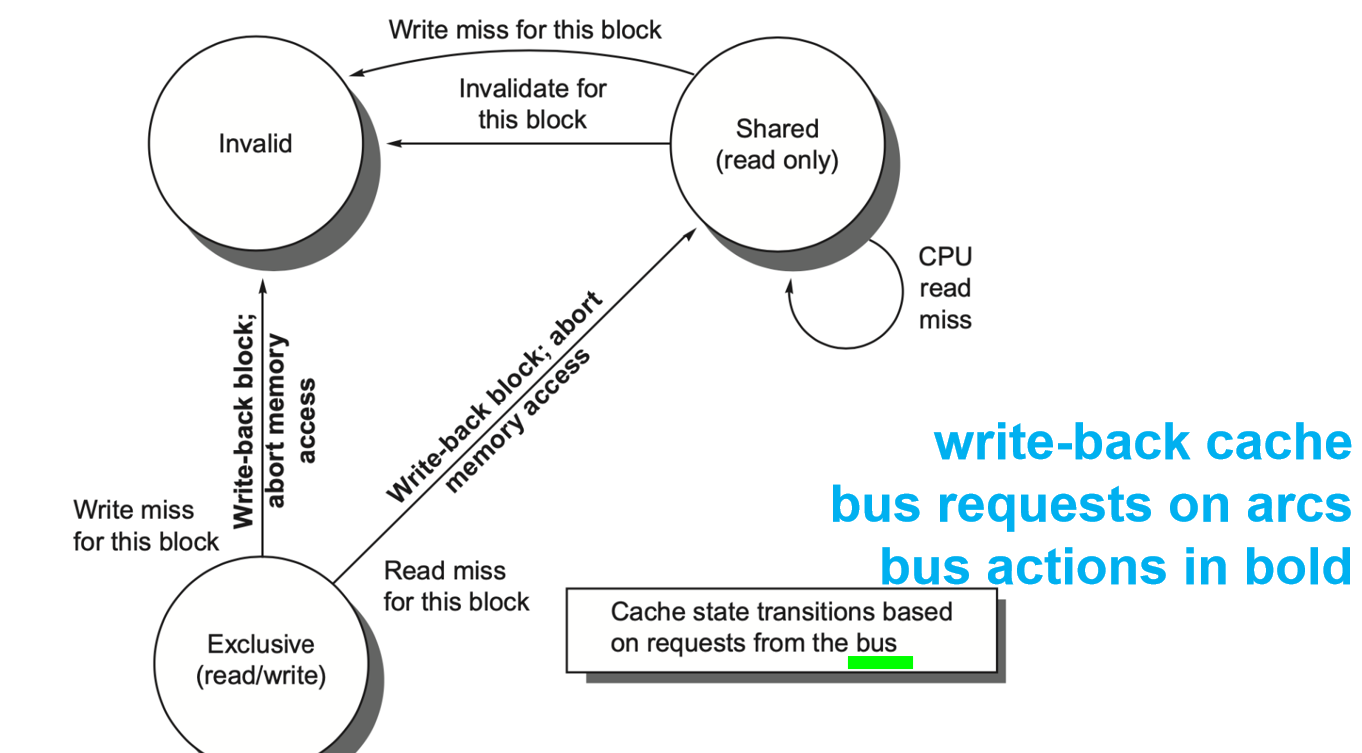 Write miss for this block
Invalidate for
this block
Invalid
Shared
(read only)
CPU
read
miss
Write-back block;
abort memory
access
Write-back block; abort
memory access
write-back cache
bus requests on arcs
bus actions in bold
Write miss
for this block
Read miss
for this block
Cache state transitions based
on requests from the bus
Exclusive
(read/write)